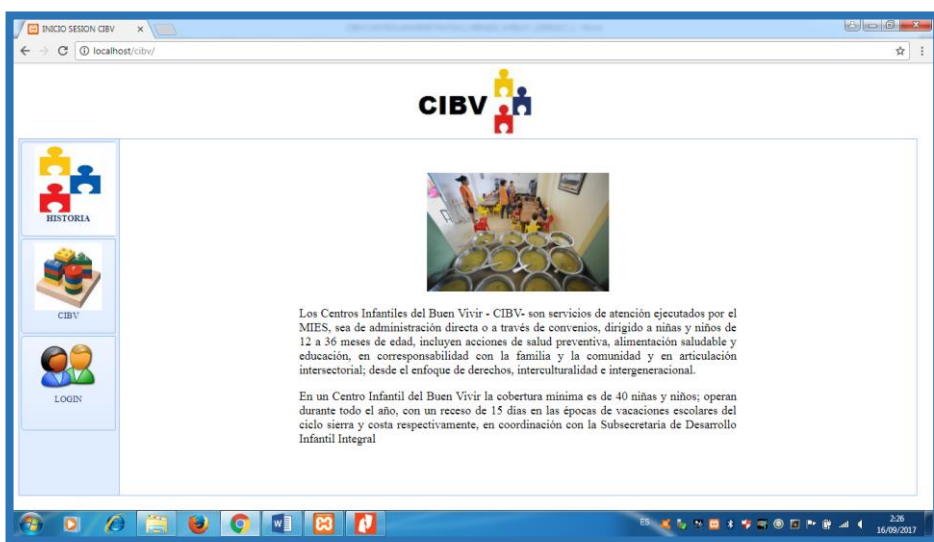 INICIO SESION CIBV
localhost/cibv/
CIBV
HISTORIA
CIBV
LOGIN
Los Centros Infantiles del Buen Vivir - CIBV- son servicios de atención ejecutados por el
MIES, sea de administración directa o a través de convenios, dirigido a niñas y niños de
12 a 36 meses de edad, incluyen acciones de salud preventiva, alimentación saludable y
educación, en corresponsabilidad con la familia y la comunidad y en articulación
intersectorial; desde el enfoque de derechos, interculturalidad e intergeneracional.
En un Centro Infantil del Buen Vivir la cobertura mínima es de 40 niñas y niños; operan
durante todo el año, con un receso de 15 días en las épocas de vacaciones escolares del
ciclo sierra y costa respectivamente, en coordinación con la Subsecretaria de Desarrollo
Infantil Integral
ES
2:26
16/09/2017